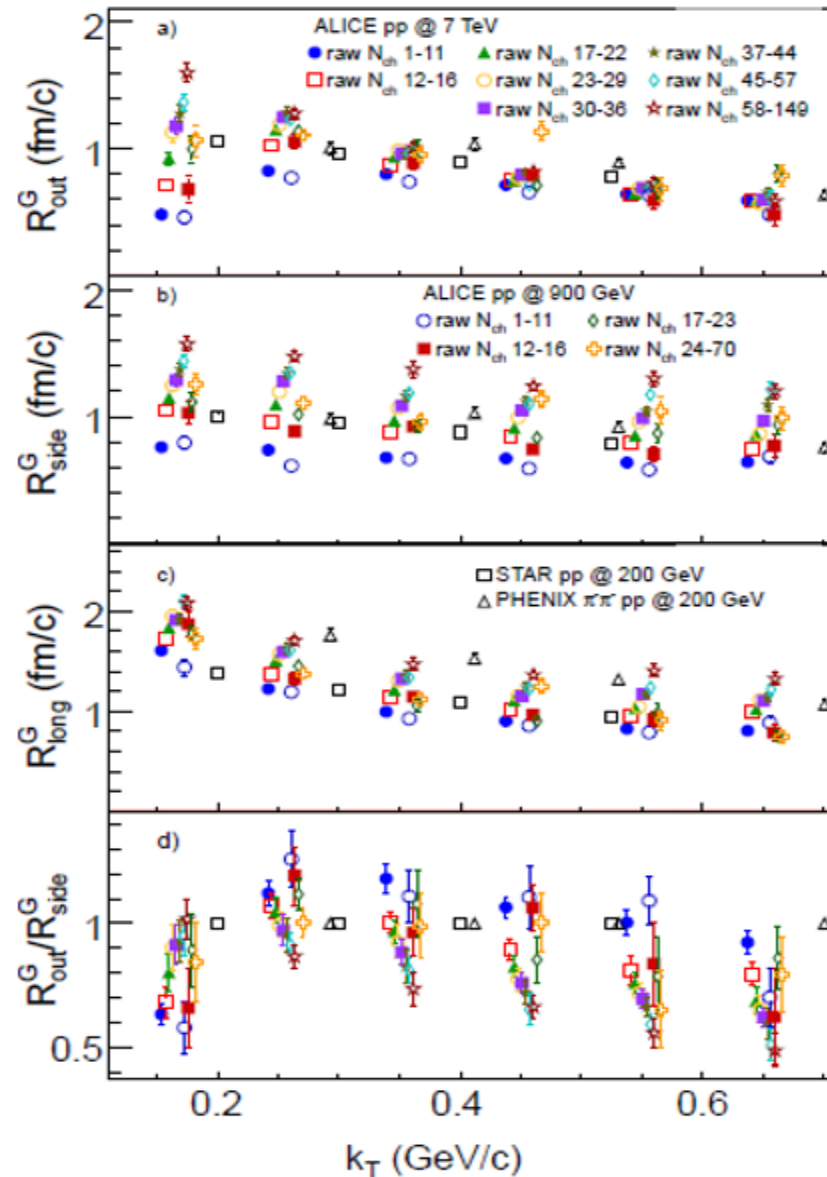 a)
ALICE pp @ 7 TeV
raw N_ch 1-11 raw N_ch 17-22 raw N_ch 37-44
raw N_ch 12-16 raw N_ch 23-29 raw N_ch 45-57
raw N_ch 30-36 raw N_ch 58-149
R^G_out (fm/c)
2
1
b)
ALICE pp @ 900 GeV
raw N_ch 1-11 raw N_ch 17-23
raw N_ch 12-16 raw N_ch 24-70
R^G_side (fm/c)
2
1
c)
STAR pp @ 200 GeV
PHENIX π⁻π⁻ pp @ 200 GeV
R^G_long (fm/c)
2
1
d)
R^G_out/R^G_side
1
0.5
0.2 0.4 0.6
k_T (GeV/c)